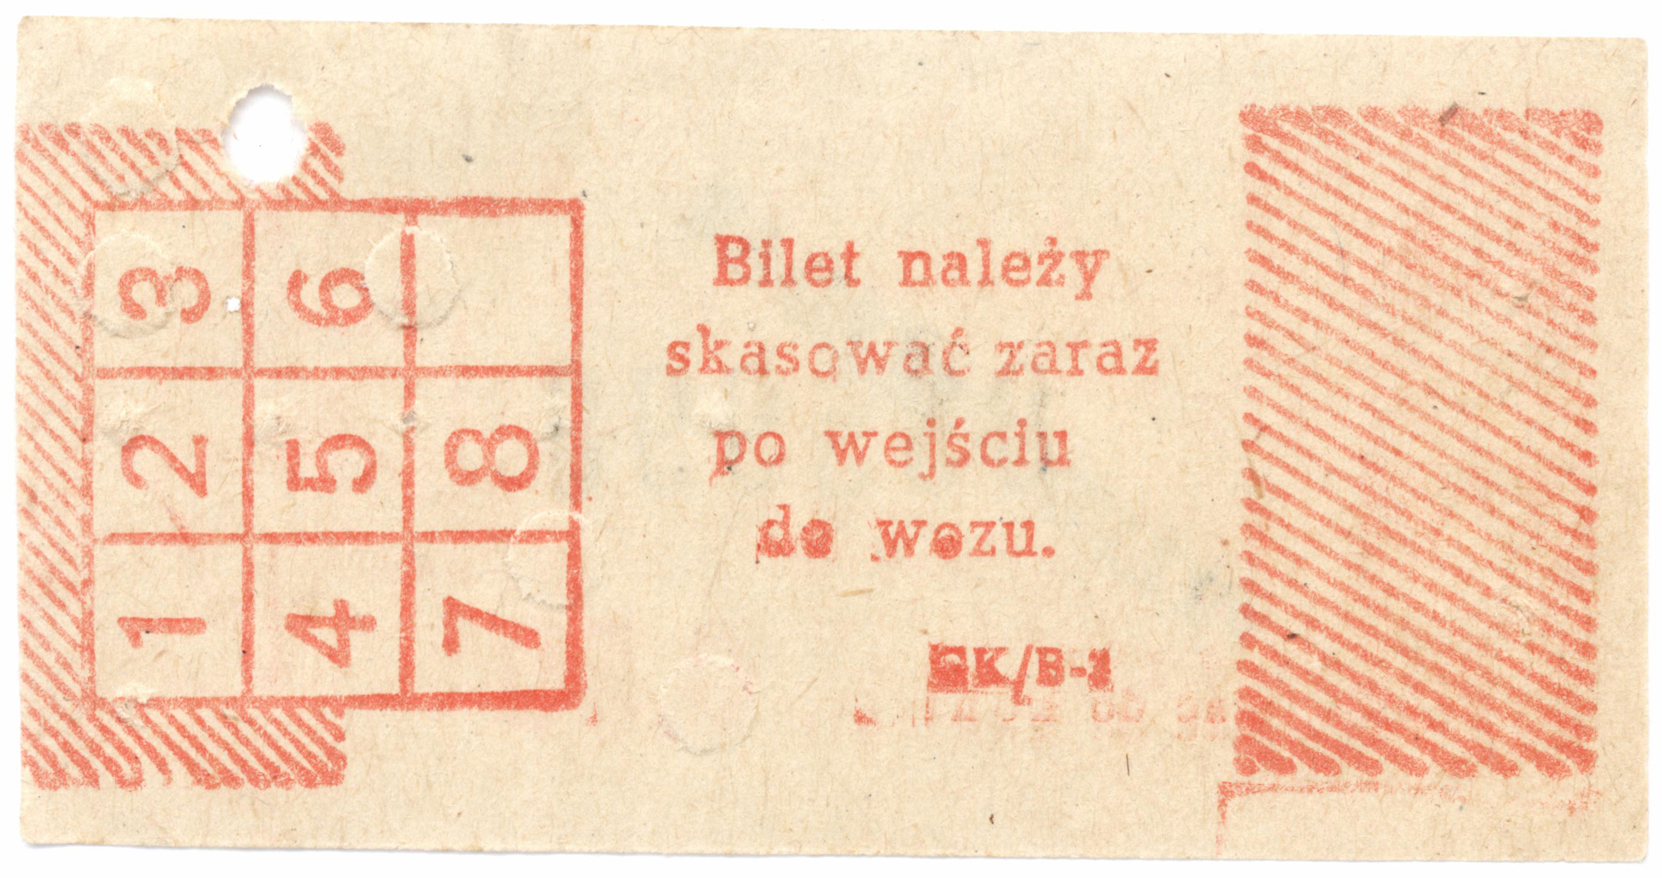 3 6
2 5 8
1 4 7
Bilet należy
skasować zaraz
po wejściu
do wozu.